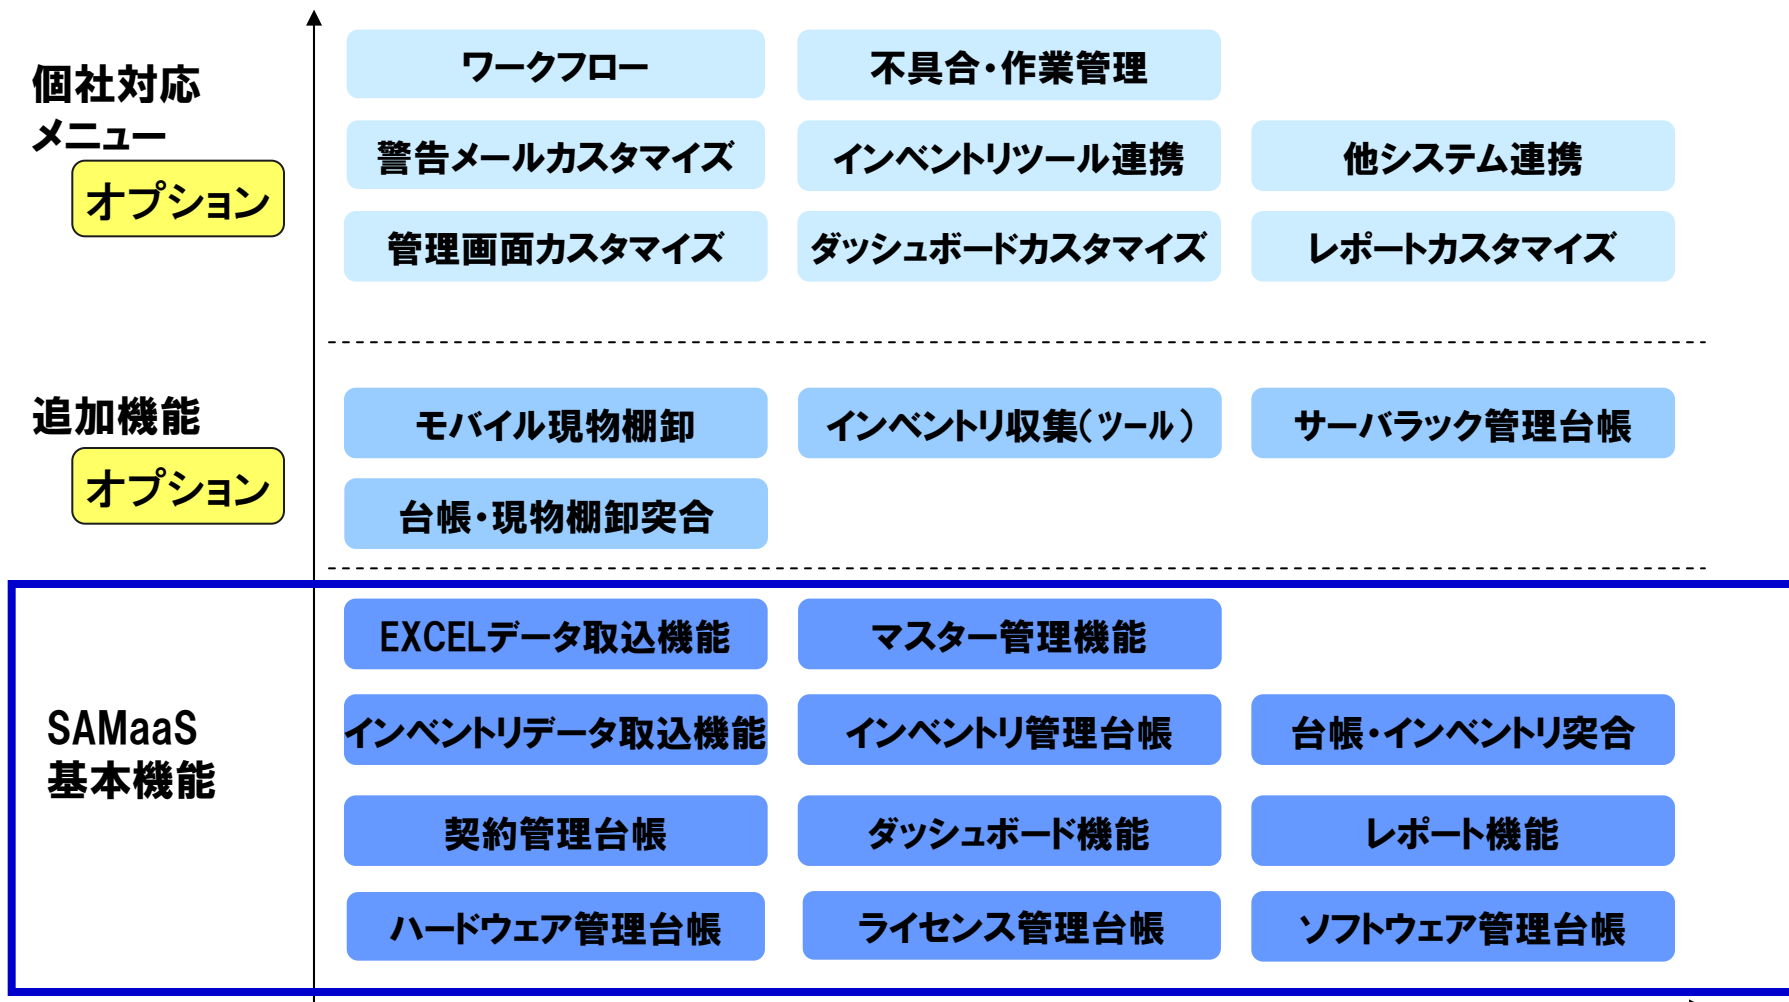 個社対応
メニュー
オプション
ワークフロー
不具合・作業管理
警告メールカスタマイズ
インベントリツール連携
他システム連携
管理画面カスタマイズ
ダッシュボードカスタマイズ
レポートカスタマイズ
追加機能
オプション
モバイル現物棚卸
インベントリ収集(ツール)
サーバラック管理台帳
台帳・現物棚卸突合
SAMaaS
基本機能
EXCELデータ取込機能
マスター管理機能
インベントリデータ取込機能
インベントリ管理台帳
台帳・インベントリ突合
契約管理台帳
ダッシュボード機能
レポート機能
ハードウェア管理台帳
ライセンス管理台帳
ソフトウェア管理台帳